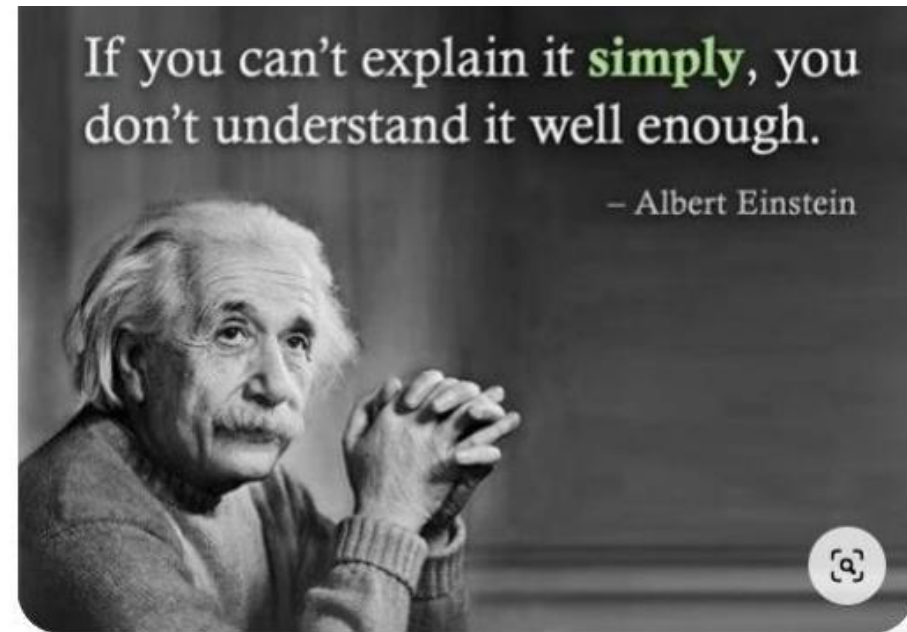 If you can’t explain it simply, you
don’t understand it well enough.
– Albert Einstein